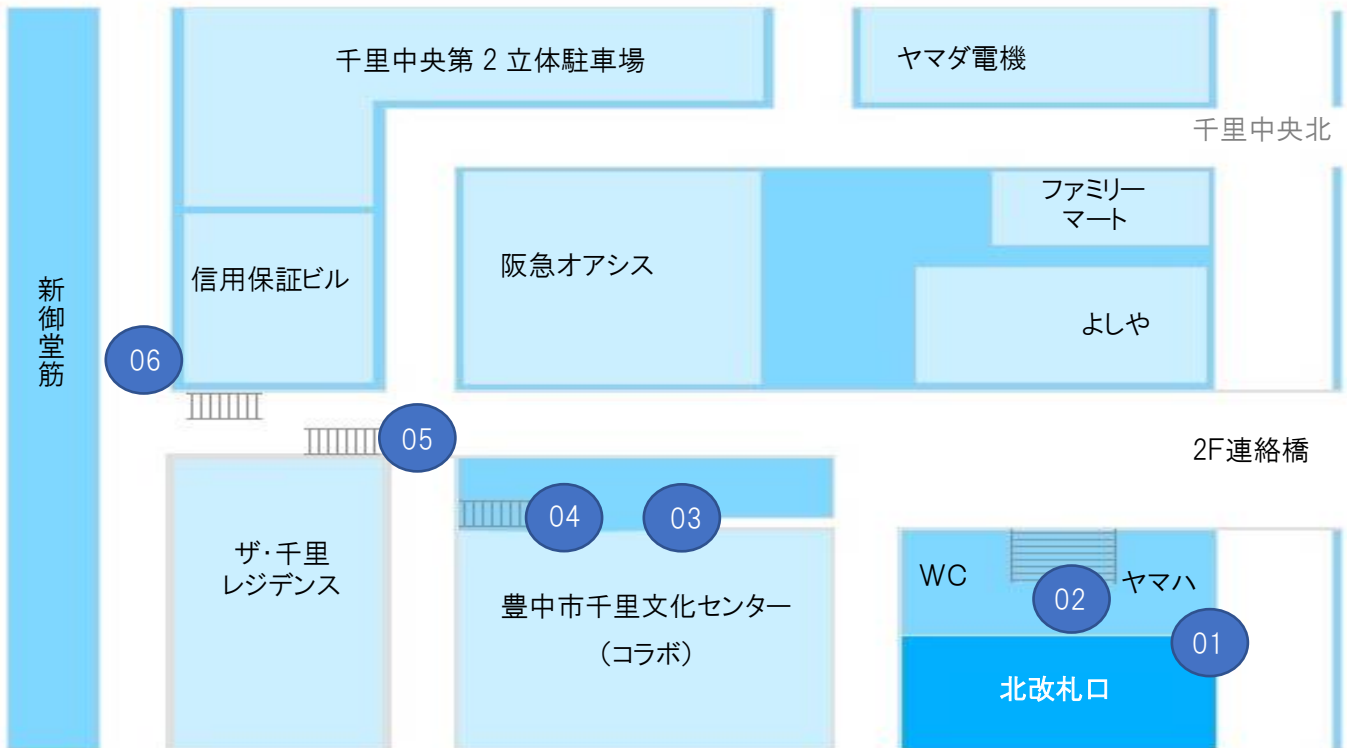 千里中央第 2 立体駐車場
ヤマダ電機
千里中央北
ファミリー
マート
阪急オアシス
信用保証ビル
新御堂筋
よしや
06
05
2F連絡橋
04
03
ザ・千里
レジデンス
WC
ヤマハ
02
豊中市千里文化センター
(コラボ)
01
北改札口